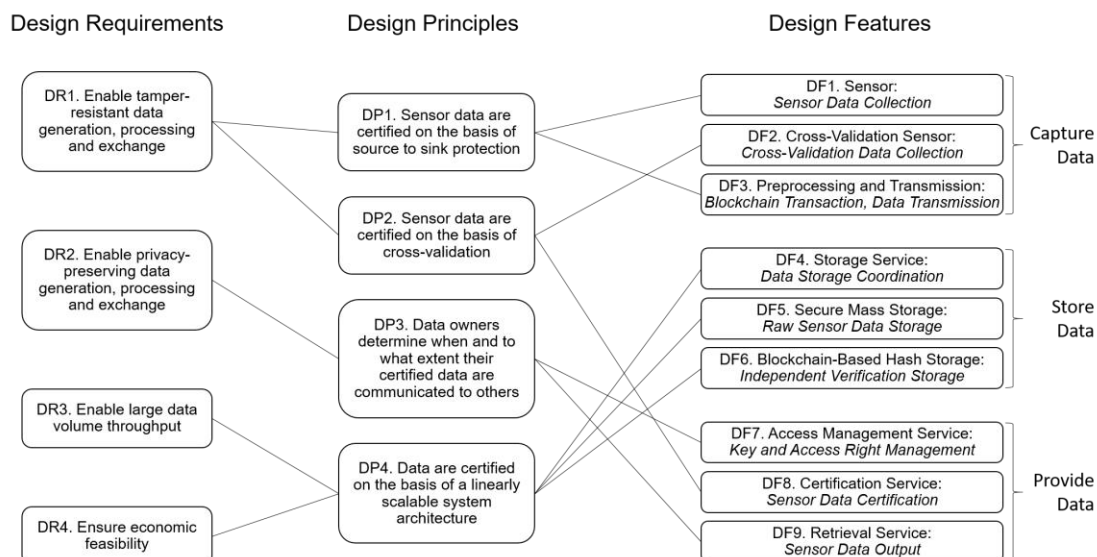 Design Requirements
Design Principles
Design Features
DR1. Enable tamper-
resistant data
generation, processing
and exchange
DR2. Enable privacy-
preserving data
generation, processing
and exchange
DR3. Enable large data
volume throughput
DR4. Ensure economic
feasibility
DP1. Sensor data are
certified on the basis of
source to sink protection
DP2. Sensor data are
certified on the basis of
cross-validation
DP3. Data owners
determine when and to
what extent their
certified data are
communicated to others
DP4. Data are certified
on the basis of a linearly
scalable system
architecture
DF1. Sensor:
Sensor Data Collection
DF2. Cross-Validation Sensor:
Cross-Validation Data Collection
DF3. Preprocessing and Transmission:
Blockchain Transaction, Data Transmission
Capture
Data
DF4. Storage Service:
Data Storage Coordination
DF5. Secure Mass Storage:
Raw Sensor Data Storage
DF6. Blockchain-Based Hash Storage:
Independent Verification Storage
Store
Data
DF7. Access Management Service:
Key and Access Right Management
DF8. Certification Service:
Sensor Data Certification
DF9. Retrieval Service:
Sensor Data Output
Provide
Data